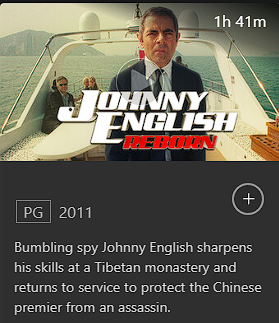 1h 41m
JOHNNY
ENGLISH
REBORN
PG 2011
Bumbling spy Johnny English sharpens
his skills at a Tibetan monastery and
returns to service to protect the Chinese
premier from an assassin.